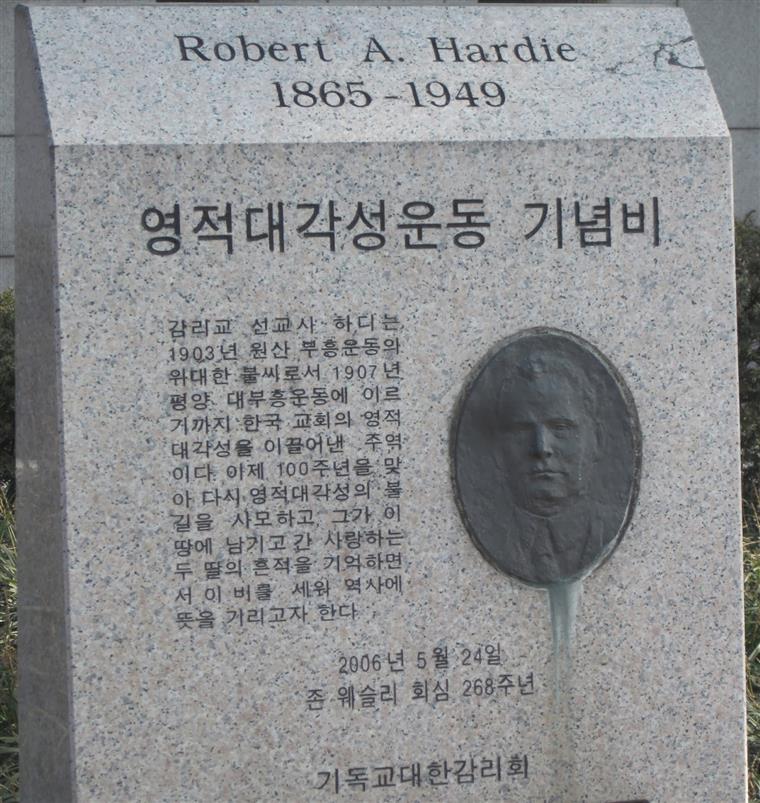 Robert A. Hardie
1865-1949
영적대각성운동 기념비
감리교 선교사 하디는
1903년 원산 부흥운동의
위대한 불씨로서 1907년
평양 대부흥운동에 이르
기까지 한국 교회의 영적
대각성을 이끌어낸 주역
이다. 이제 100주년을 맞
아 다시 영적대각성의 불
길을 사모하고, 그가 이
땅에 남기고 간 사랑하는
두 딸의 흔적을 기억하면
서 이 비를 세워 역사에
뜻을 기리고자 한다
2006년 5월 24일
존 웨슬리 회심 268주년
기독교대한감리회